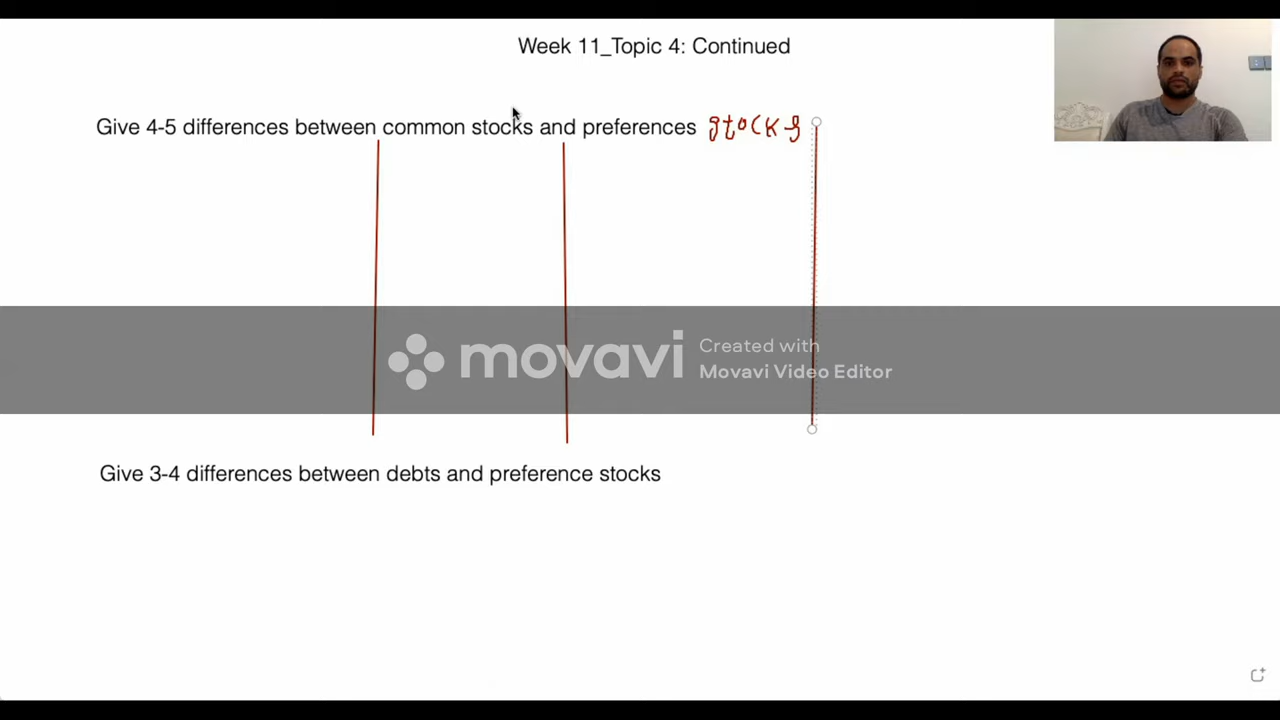 Week 11_Topic 4: Continued
Give 4-5 differences between common stocks and preferences stocks
movavi
Created with
Movavi Video Editor
Give 3-4 differences between debts and preference stocks